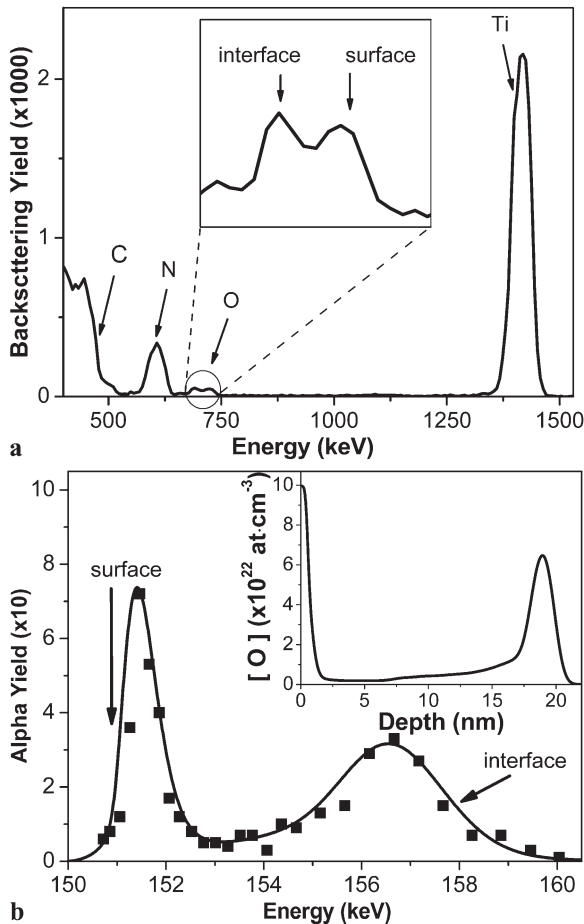 interface
surface
Ti
2
1
0
C
N
O
Backscttering Yield (x1000)
500
750
1000
1250
1500
Energy (keV)
a
10
8
6
4
2
0
surface
Alpha Yield (x10)
[ O ] (x10²² at·cm⁻³)
10
8
6
4
2
0
0
5
10
15
20
Depth (nm)
interface
150
152
154
156
158
160
Energy (keV)
b